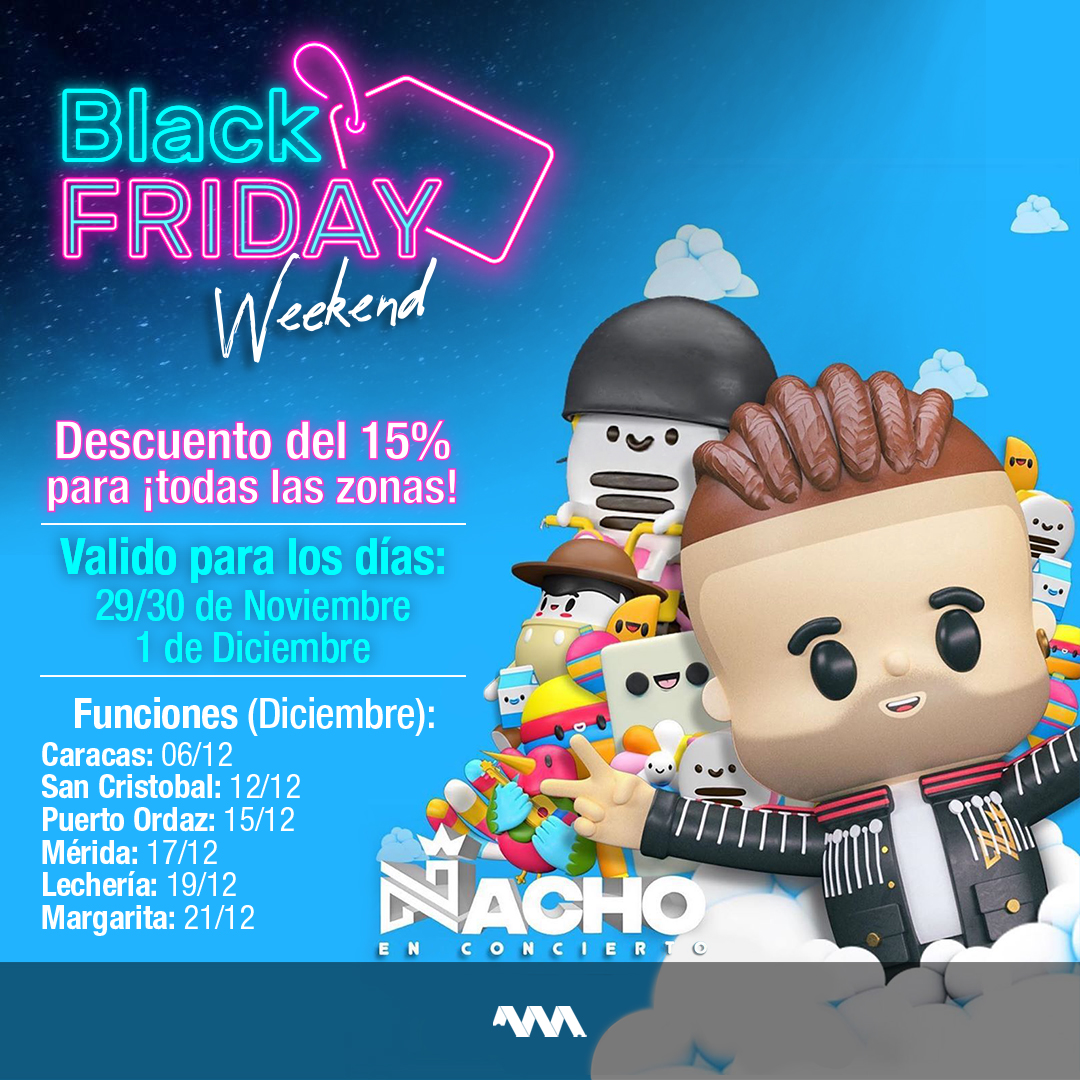 Black
FRIDAY
Weekend
Descuento del 15%
para ¡todas las zonas!
Valido para los días:
29/30 de Noviembre
1 de Diciembre
Funciones (Diciembre):
Caracas: 06/12
San Cristobal: 12/12
Puerto Ordaz: 15/12
Mérida: 17/12
Lechería: 19/12
Margarita: 21/12
NACHO
EN CONCIERTO